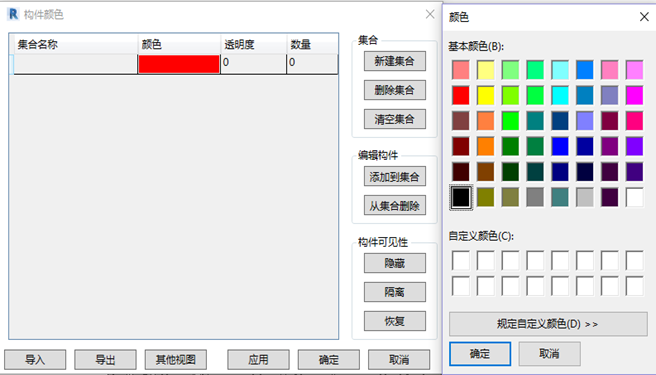 R 构件颜色
集合名称 颜色 透明度 数量
0 0
集合
新建集合
删除集合
清空集合
编辑构件
添加到集合
从集合删除
构件可见性
隐藏
隔离
恢复
导入 导出 其他视图 应用 确定 取消
颜色
基本颜色(B):
自定义颜色(C):
规定自定义颜色(D) >>
确定 取消